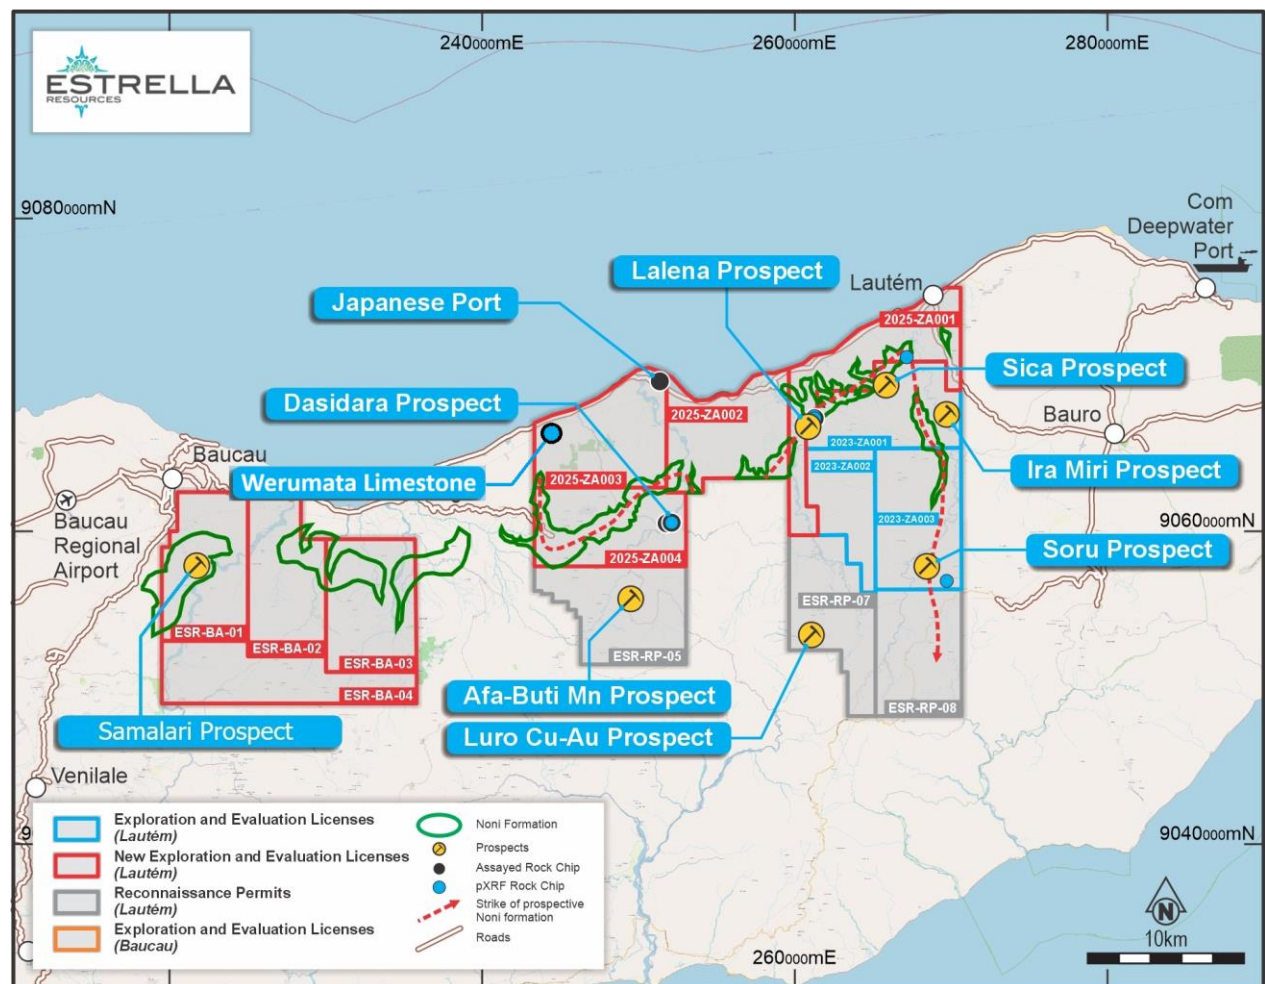 240000mE
260000mE
280000mE
ESTRELLA
RESOURCES
9080000mN
Com
Deepwater
Port
Lalena Prospect
Lautém
Japanese Port
2025-ZA001
Sica Prospect
Dasidara Prospect
2025-ZA002
Bauro
2023-ZA001
Baucau
2023-ZA002
Ira Miri Prospect
Werumata Limestone
2025-ZA003
Baucau
Regional
Airport
2023-ZA003
9060000mN
Soru Prospect
2025-ZA004
ESR-RP-07
ESR-BA-01
ESR-BA-02
ESR-BA-03
ESR-RP-05
ESR-BA-04
Afa-Buti Mn Prospect
ESR-RP-08
Samalari Prospect
Luro Cu-Au Prospect
Venilale
Exploration and Evaluation Licenses
(Lautém)
New Exploration and Evaluation Licenses
(Lautém)
Reconnaissance Permits
(Lautém)
Exploration and Evaluation Licenses
(Baucau)
Noni Formation
Prospects
Assayed Rock Chip
pXRF Rock Chip
Strike of prospective
Noni formation
Roads
9040000mN
N
10km
260000mE